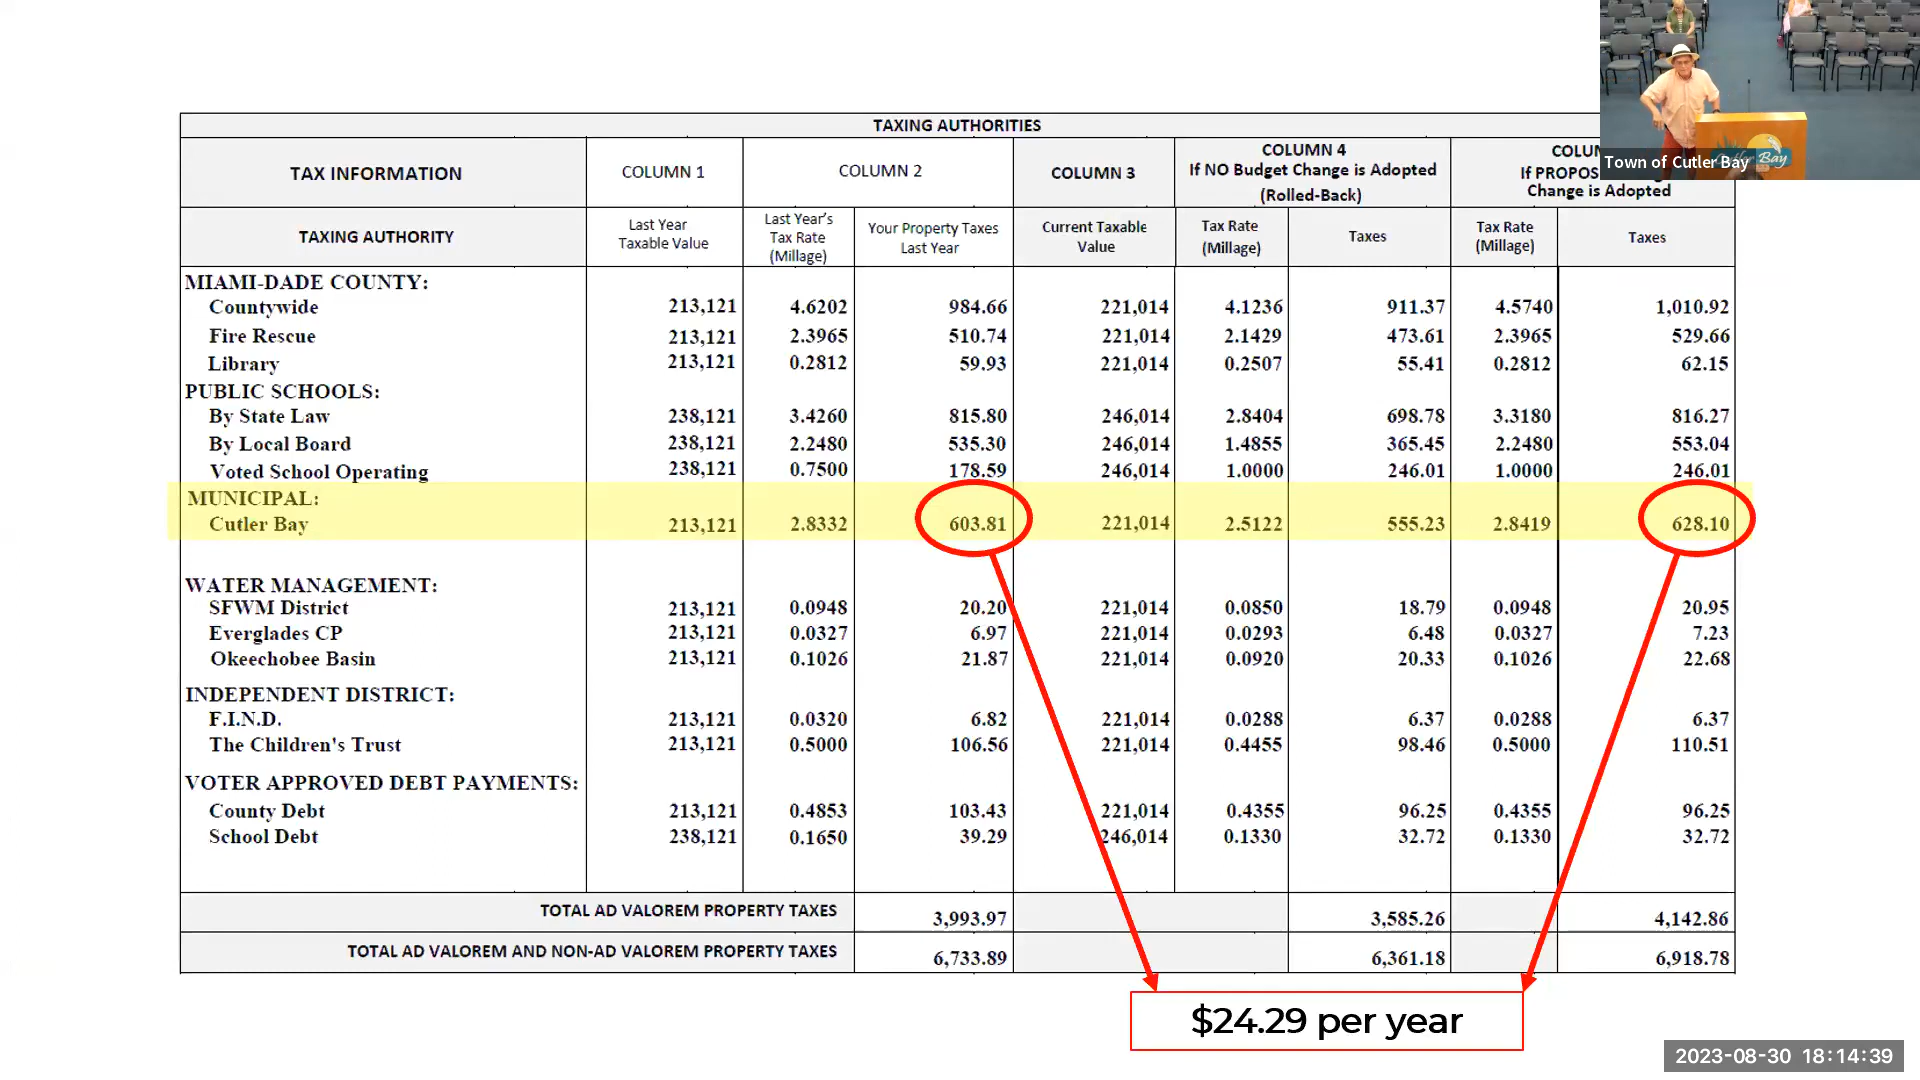 TAXING AUTHORITIES
TAX INFORMATION COLUMN 1 COLUMN 2 COLUMN 3 COLUMN 4 If NO Budget Change is Adopted (Rolled-Back) If Change is Adopted
TAXING AUTHORITY Last Year Taxable Value Last Year's Tax Rate (Millage) Your Property Taxes Last Year Current Taxable Value Tax Rate (Millage) Taxes Tax Rate (Millage) Taxes
MIAMI-DADE COUNTY:
Countywide 213,121 4.6202 984.66 221,014 4.1236 911.37 4.5740 1,010.92
Fire Rescue 213,121 2.3965 510.74 221,014 2.1429 473.61 2.3965 529.66
Library 213,121 0.2812 59.93 221,014 0.2507 55.41 0.2812 62.15
PUBLIC SCHOOLS:
By State Law 238,121 3.4260 815.80 246,014 2.8404 698.78 3.3180 816.27
By Local Board 238,121 2.2480 535.30 246,014 1.4855 365.45 2.2480 553.04
Voted School Operating 238,121 0.7500 178.59 246,014 1.0000 246.01 1.0000 246.01
MUNICIPAL:
Cutler Bay 213,121 2.8332 603.81 221,014 2.5122 555.23 2.8419 628.10
WATER MANAGEMENT:
SFWM District 213,121 0.0948 20.20 221,014 0.0850 18.79 0.0948 20.95
Everglades CP 213,121 0.0327 6.97 221,014 0.0293 6.48 0.0327 7.23
Okeechobee Basin 213,121 0.1026 21.87 221,014 0.0920 20.33 0.1026 22.68
INDEPENDENT DISTRICT:
F.I.N.D. 213,121 0.0320 6.82 221,014 0.0288 6.37 0.0288 6.37
The Children's Trust 213,121 0.5000 106.56 221,014 0.4455 98.46 0.5000 110.51
VOTER APPROVED DEBT PAYMENTS:
County Debt 213,121 0.4853 103.43 221,014 0.4355 96.25 0.4355 96.25
School Debt 238,121 0.1650 39.29 246,014 0.1330 32.72 0.1330 32.72
TOTAL AD VALOREM PROPERTY TAXES 3,993.97 3,585.26 4,142.86
TOTAL AD VALOREM AND NON-AD VALOREM PROPERTY TAXES 6,733.89 6,361.18 6,918.78
$24.29 per year
Town of Cutler Bay
Bay
2023-08-30 18:14:39